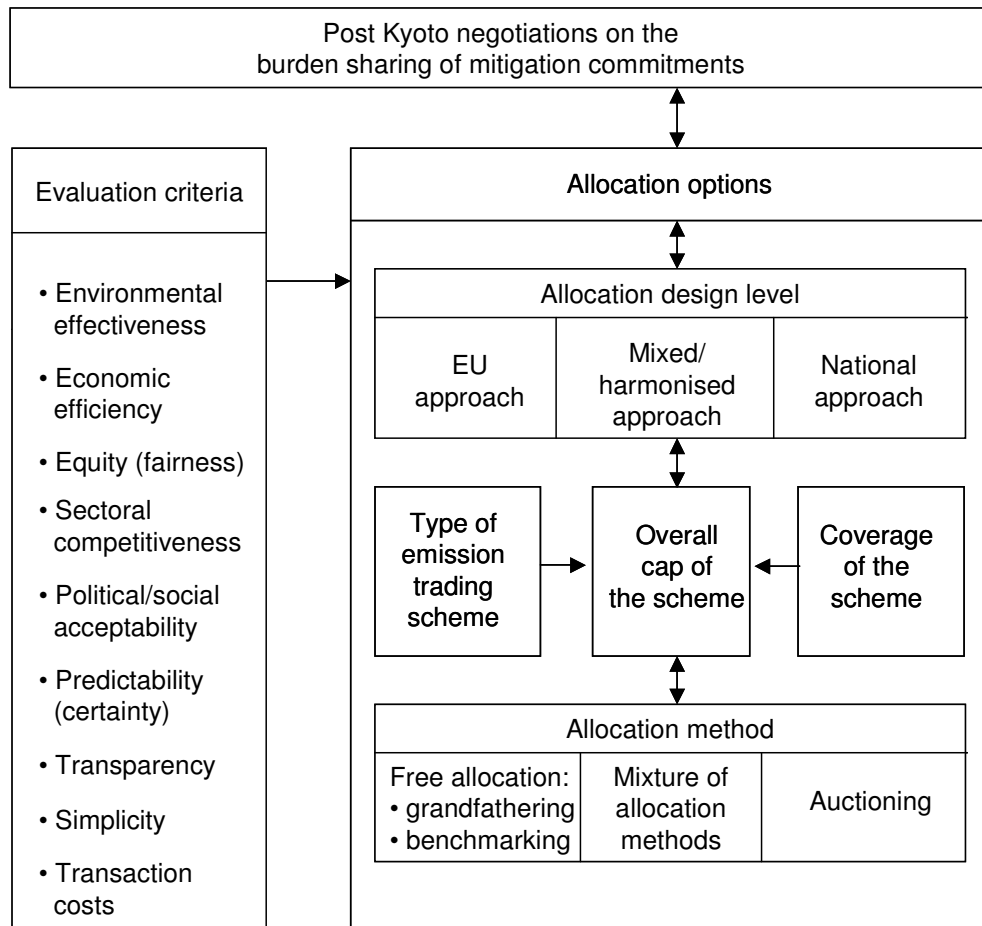 Post Kyoto negotiations on the
burden sharing of mitigation commitments
Evaluation criteria
• Environmental
effectiveness
• Economic
efficiency
• Equity (fairness)
• Sectoral
competitiveness
• Political/social
acceptability
• Predictability
(certainty)
• Transparency
• Simplicity
• Transaction
costs
Allocation options
Allocation design level
EU
approach
Mixed/
harmonised
approach
National
approach
Type of
emission
trading
scheme
Overall
cap of
the scheme
Coverage
of the
scheme
Allocation method
Free allocation:
• grandfathering
• benchmarking
Mixture of
allocation
methods
Auctioning